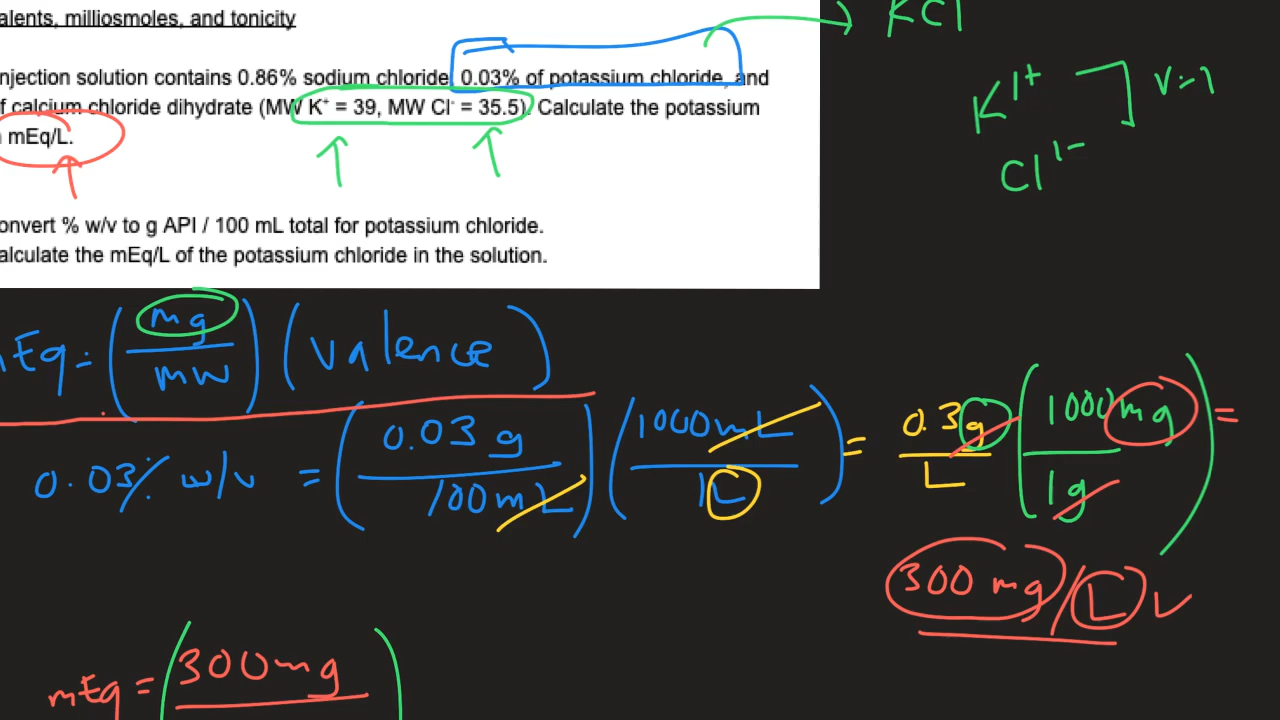 alents, milliosmoles, and tonicity
KCl
njection solution contains 0.86% sodium chloride, 0.03% of potassium chloride, and
f calcium chloride dihydrate (MW K⁺ = 39, MW Cl⁻ = 35.5). Calculate the potassium
mEq/L.
K¹⁺
v=1
Cl¹⁻
onvert % w/v to g API / 100 mL total for potassium chloride.
alculate the mEq/L of the potassium chloride in the solution.
mEq = (mg / MW) (valence)
0.03% w/v = (0.03 g / 100 mL) (1000 mL / 1L) = 0.3 g / L (1000 mg / 1 g) =
300 mg / L
mEq = (300 mg